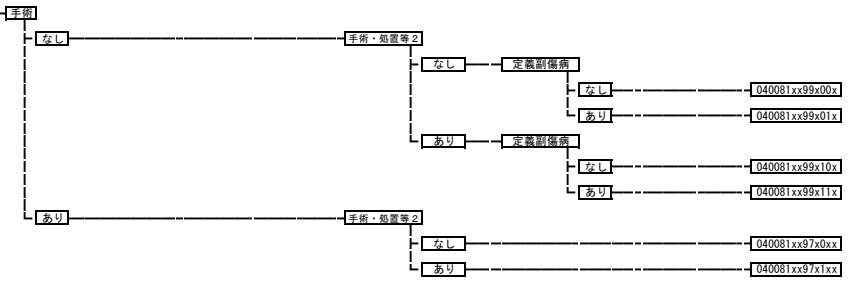 手術
なし 手術・処置等２
なし 定義副傷病
なし 040081xx99x00x
あり 040081xx99x01x
あり 定義副傷病
なし 040081xx99x10x
あり 040081xx99x11x
あり 手術・処置等２
なし 040081xx97x0xx
あり 040081xx97x1xx